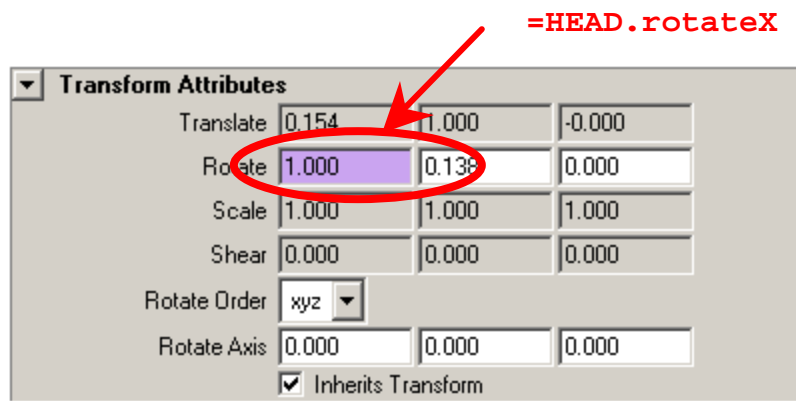 =HEAD.rotateX
Transform Attributes
Translate 0.154 1.000 -0.000
Rotate 1.000 0.138 0.000
Scale 1.000 1.000 1.000
Shear 0.000 0.000 0.000
Rotate Order xyz
Rotate Axis 0.000 0.000 0.000
Inherits Transform